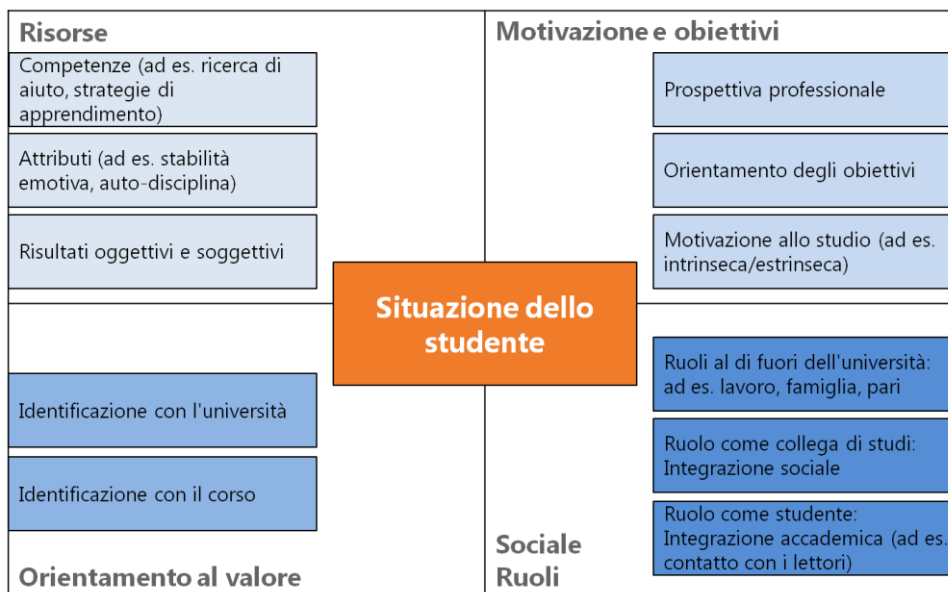 Risorse
Competenze (ad es. ricerca di
aiuto, strategie di
apprendimento)
Attributi (ad es. stabilità
emotiva, auto-disciplina)
Risultati oggettivi e soggettivi
Motivazione e obiettivi
Prospettiva professionale
Orientamento degli obiettivi
Motivazione allo studio (ad es.
intrinseca/estrinseca)
Situazione dello
studente
Identificazione con l'università
Identificazione con il corso
Orientamento al valore
Ruoli al di fuori dell'università:
ad es. lavoro, famiglia, pari
Ruolo come collega di studi:
Integrazione sociale
Ruolo come studente:
Integrazione accademica (ad es.
contatto con i lettori)
Sociale
Ruoli